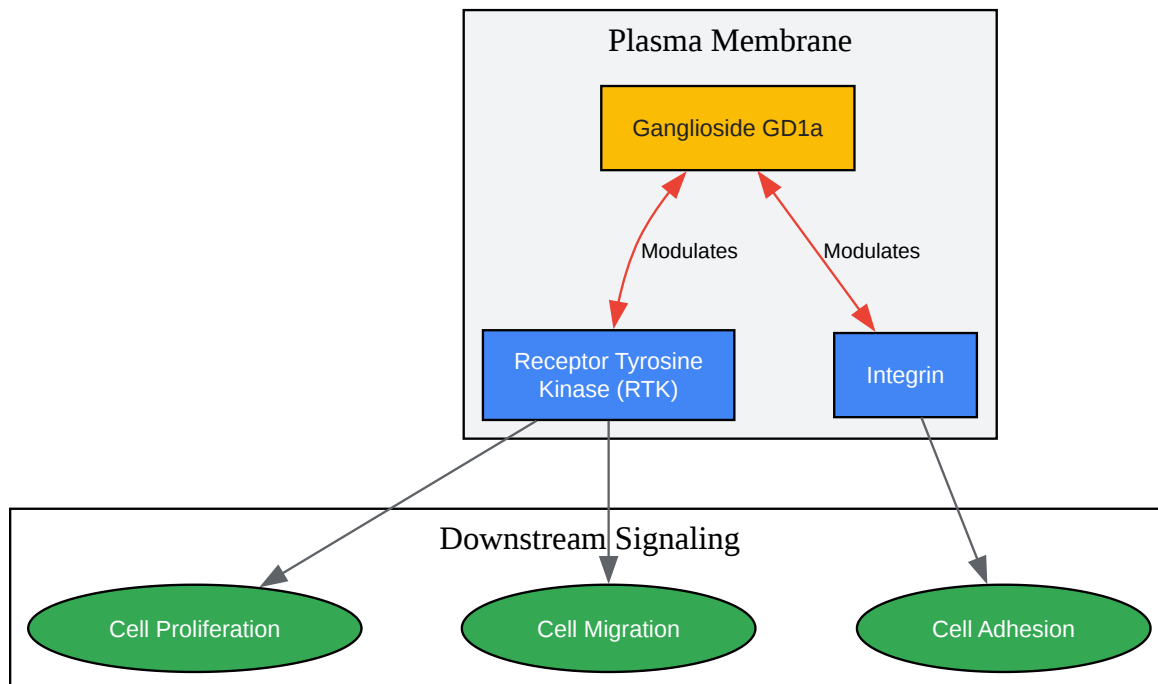 Plasma Membrane
Ganglioside GD1a
Modulates
Modulates
Receptor Tyrosine
Kinase (RTK)
Integrin
Downstream Signaling
Cell Proliferation
Cell Migration
Cell Adhesion